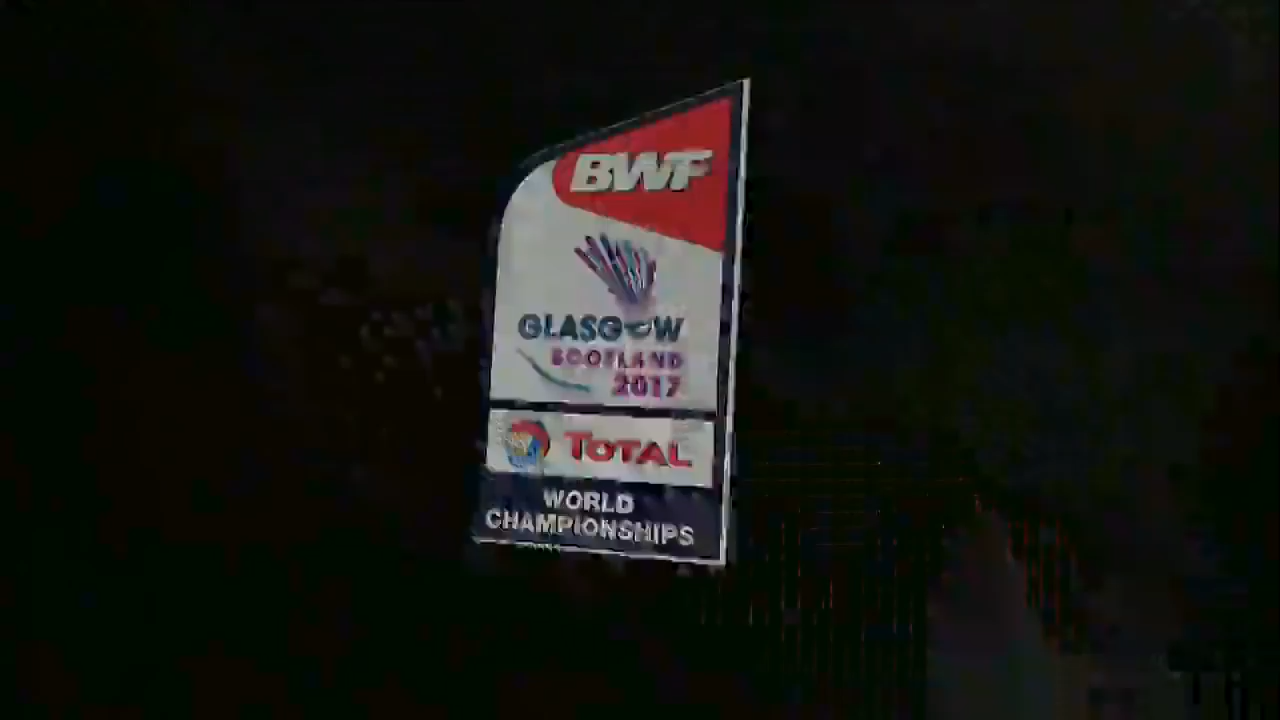 BWF
GLASGOW
SCOTLAND
2017
TOTAL
WORLD
CHAMPIONSHIPS